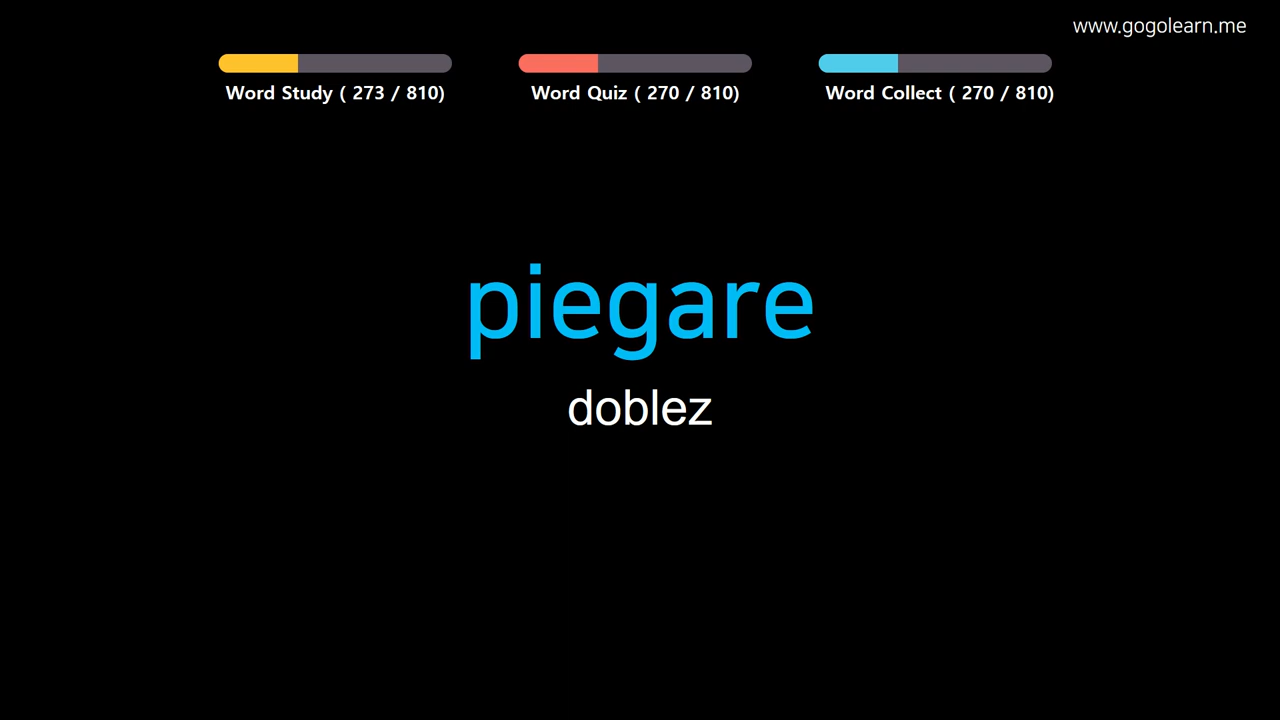 www.gogolearn.me
Word Study ( 273 / 810)
Word Quiz ( 270 / 810)
Word Collect ( 270 / 810)
piegare
doblez